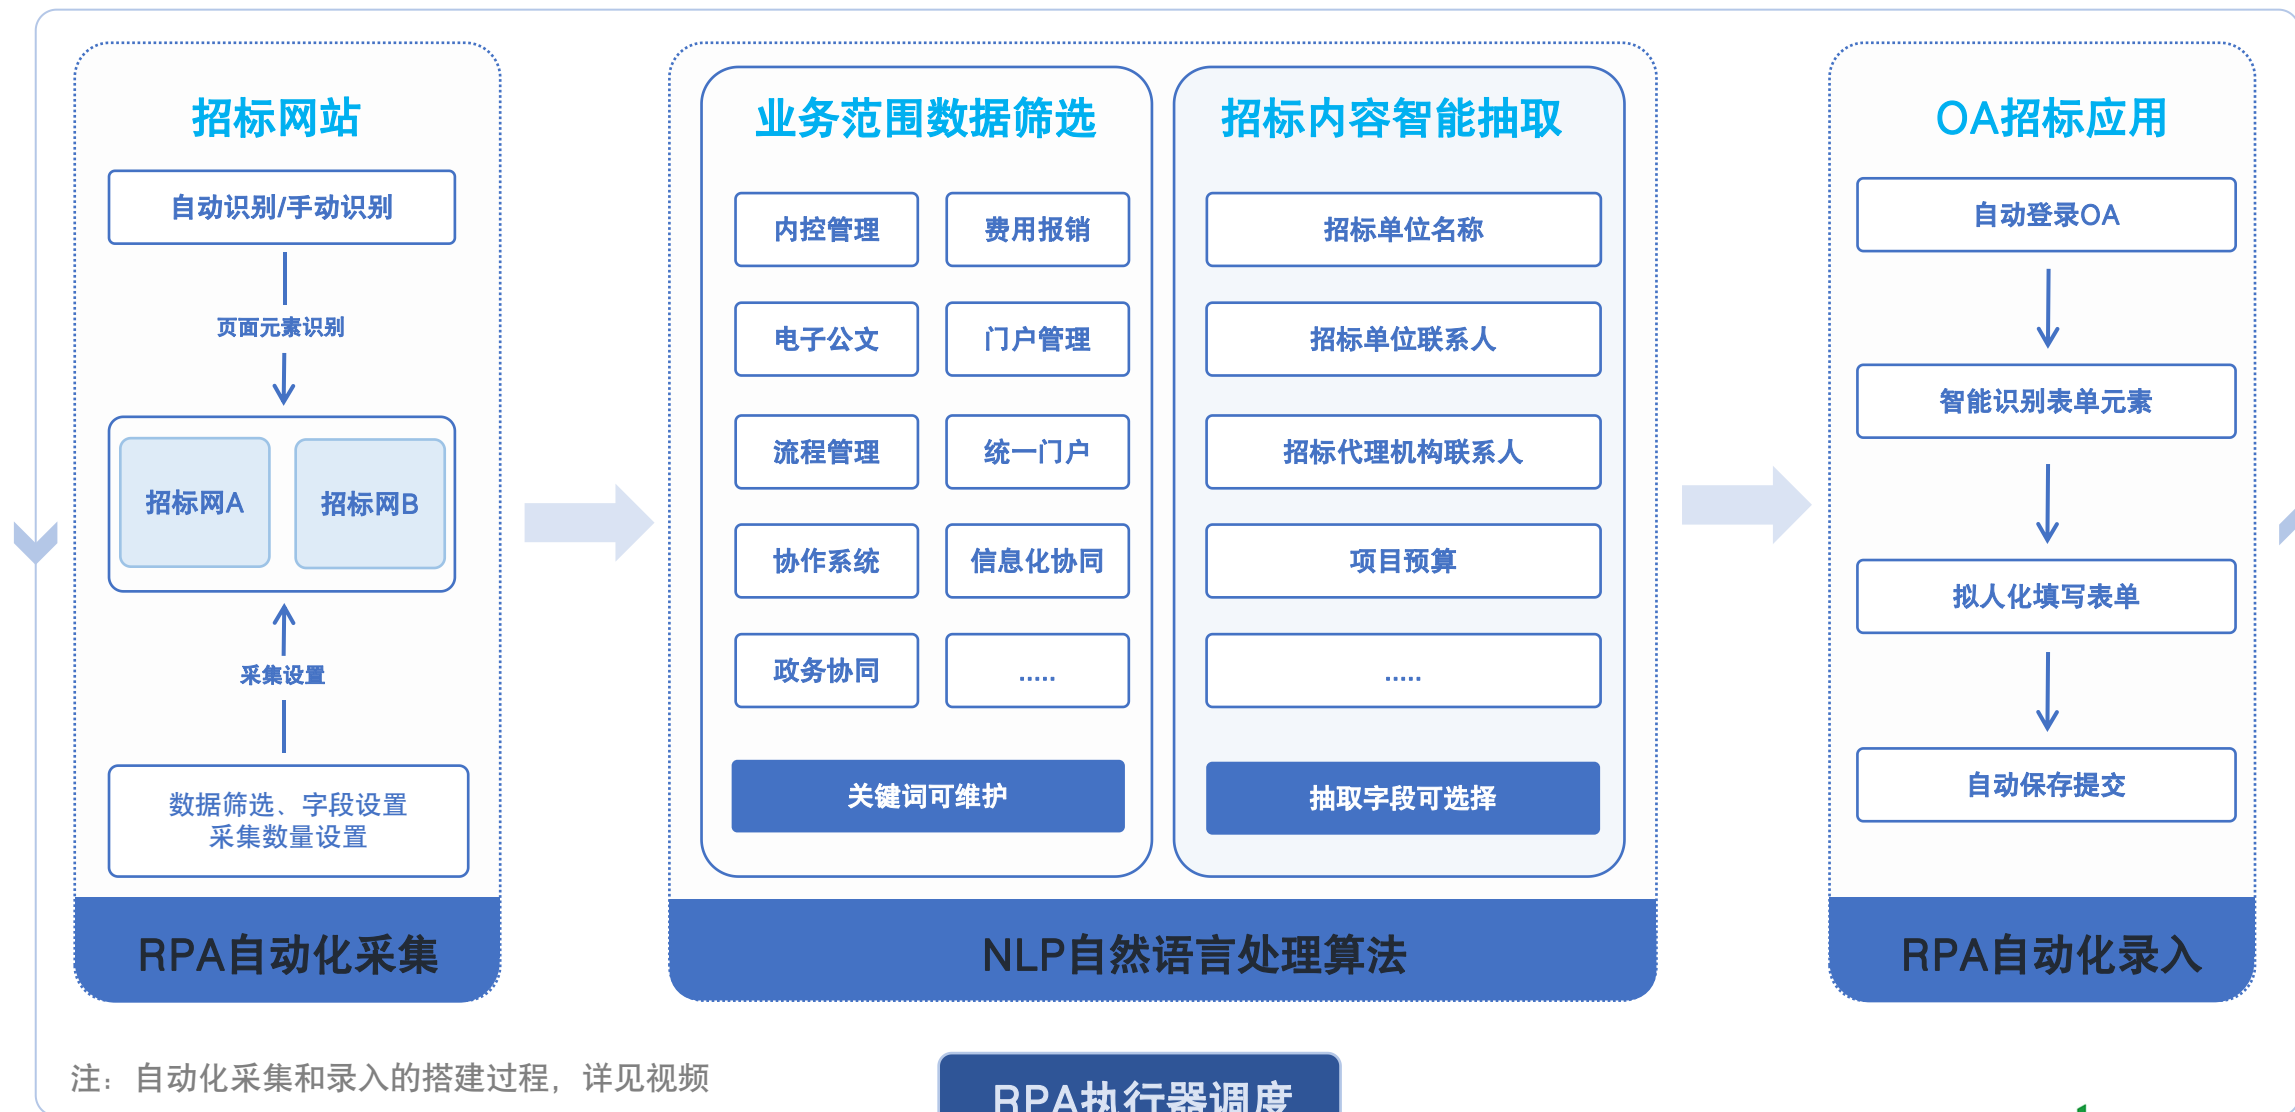 招标网站
自动识别/手动识别
页面元素识别
招标网A
招标网B
采集设置
数据筛选、字段设置
采集数量设置
RPA自动化采集
业务范围数据筛选
内控管理
费用报销
电子公文
门户管理
流程管理
统一门户
协作系统
信息化协同
政务协同
.....
关键词可维护
招标内容智能抽取
招标单位名称
招标单位联系人
招标代理机构联系人
项目预算
.....
抽取字段可选择
NLP自然语言处理算法
OA招标应用
自动登录OA
智能识别表单元素
拟人化填写表单
自动保存提交
RPA自动化录入
注：自动化采集和录入的搭建过程，详见视频
RPA执行器调度